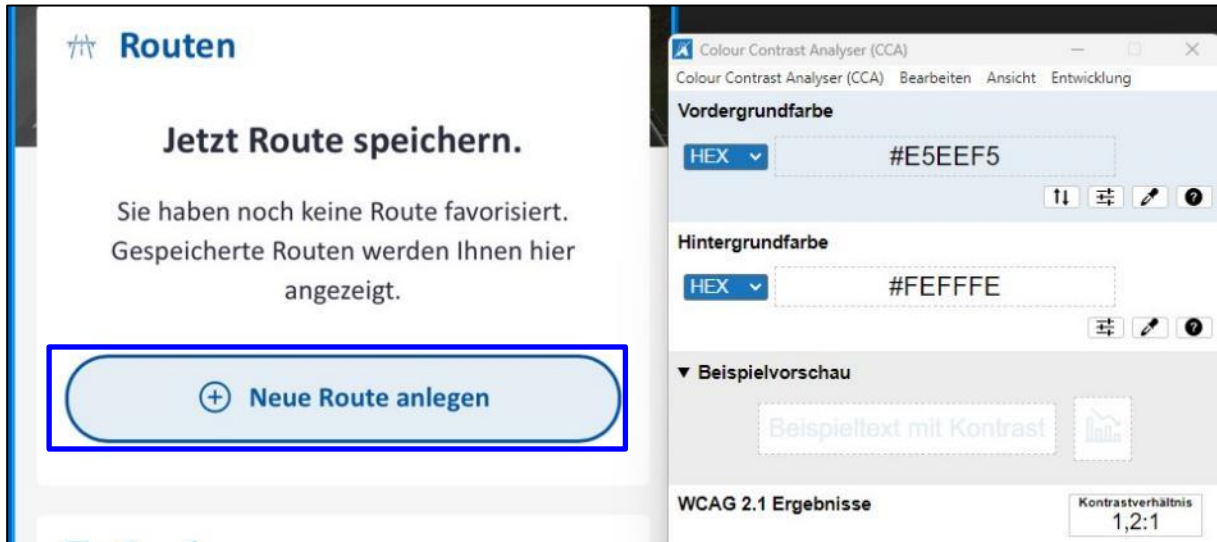 Routen
Jetzt Route speichern.
Sie haben noch keine Route favorisiert.
Gespeicherte Routen werden Ihnen hier
angezeigt.
Neue Route anlegen
Colour Contrast Analyser (CCA)
Colour Contrast Analyser (CCA) Bearbeiten Ansicht Entwicklung
Vordergrundfarbe
HEX #E5EEF5
Hintergrundfarbe
HEX #FEFFFE
▼ Beispielvorschau
Beispieltext mit Kontrast
WCAG 2.1 Ergebnisse
Kontrastverhältnis
1,2:1